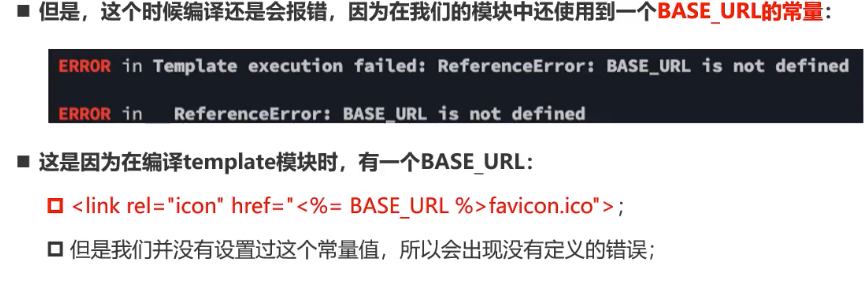 但是，这个时候编译还是会报错，因为在我们的模块中还使用到一个BASE_URL的常量：
ERROR in Template execution failed: ReferenceError: BASE_URL is not defined
ERROR in   ReferenceError: BASE_URL is not defined
这是因为在编译template模块时，有一个BASE_URL：
<link rel="icon" href="<%= BASE_URL %>favicon.ico">；
但是我们并没有设置过这个常量值，所以会出现没有定义的错误；